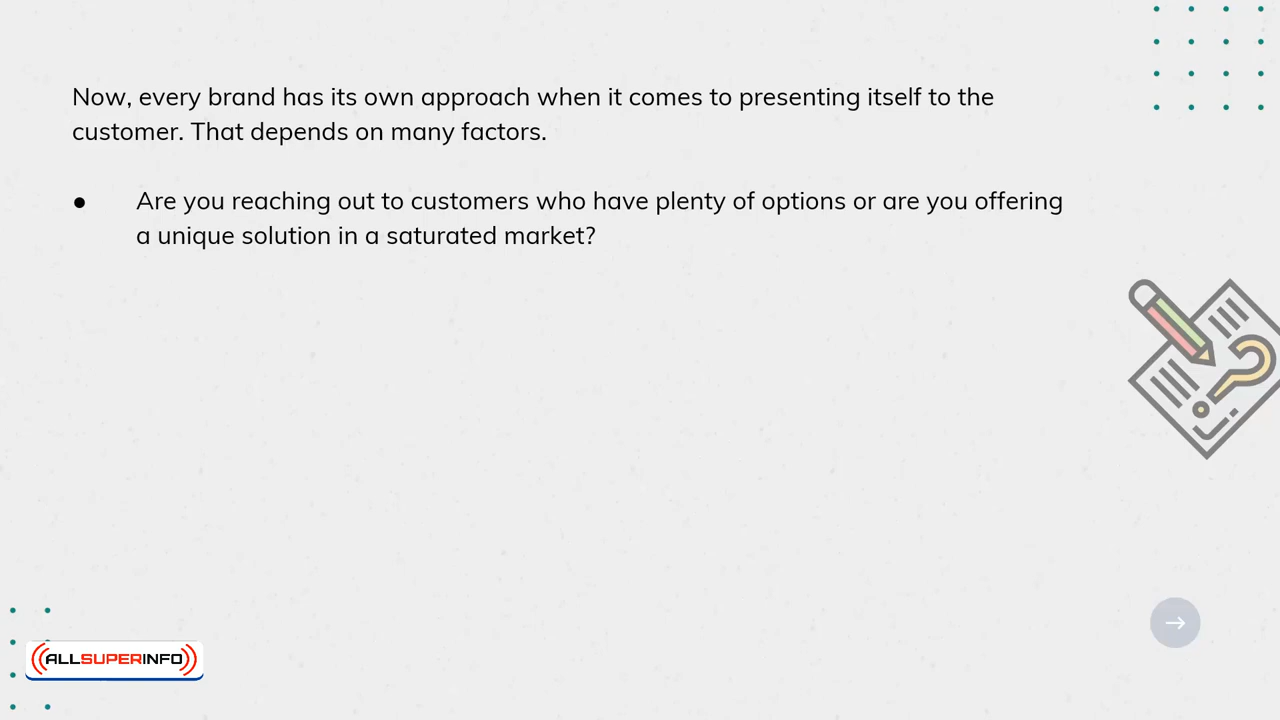 Now, every brand has its own approach when it comes to presenting itself to the
customer. That depends on many factors.
● Are you reaching out to customers who have plenty of options or are you offering
a unique solution in a saturated market?
ALLSUPERINFO